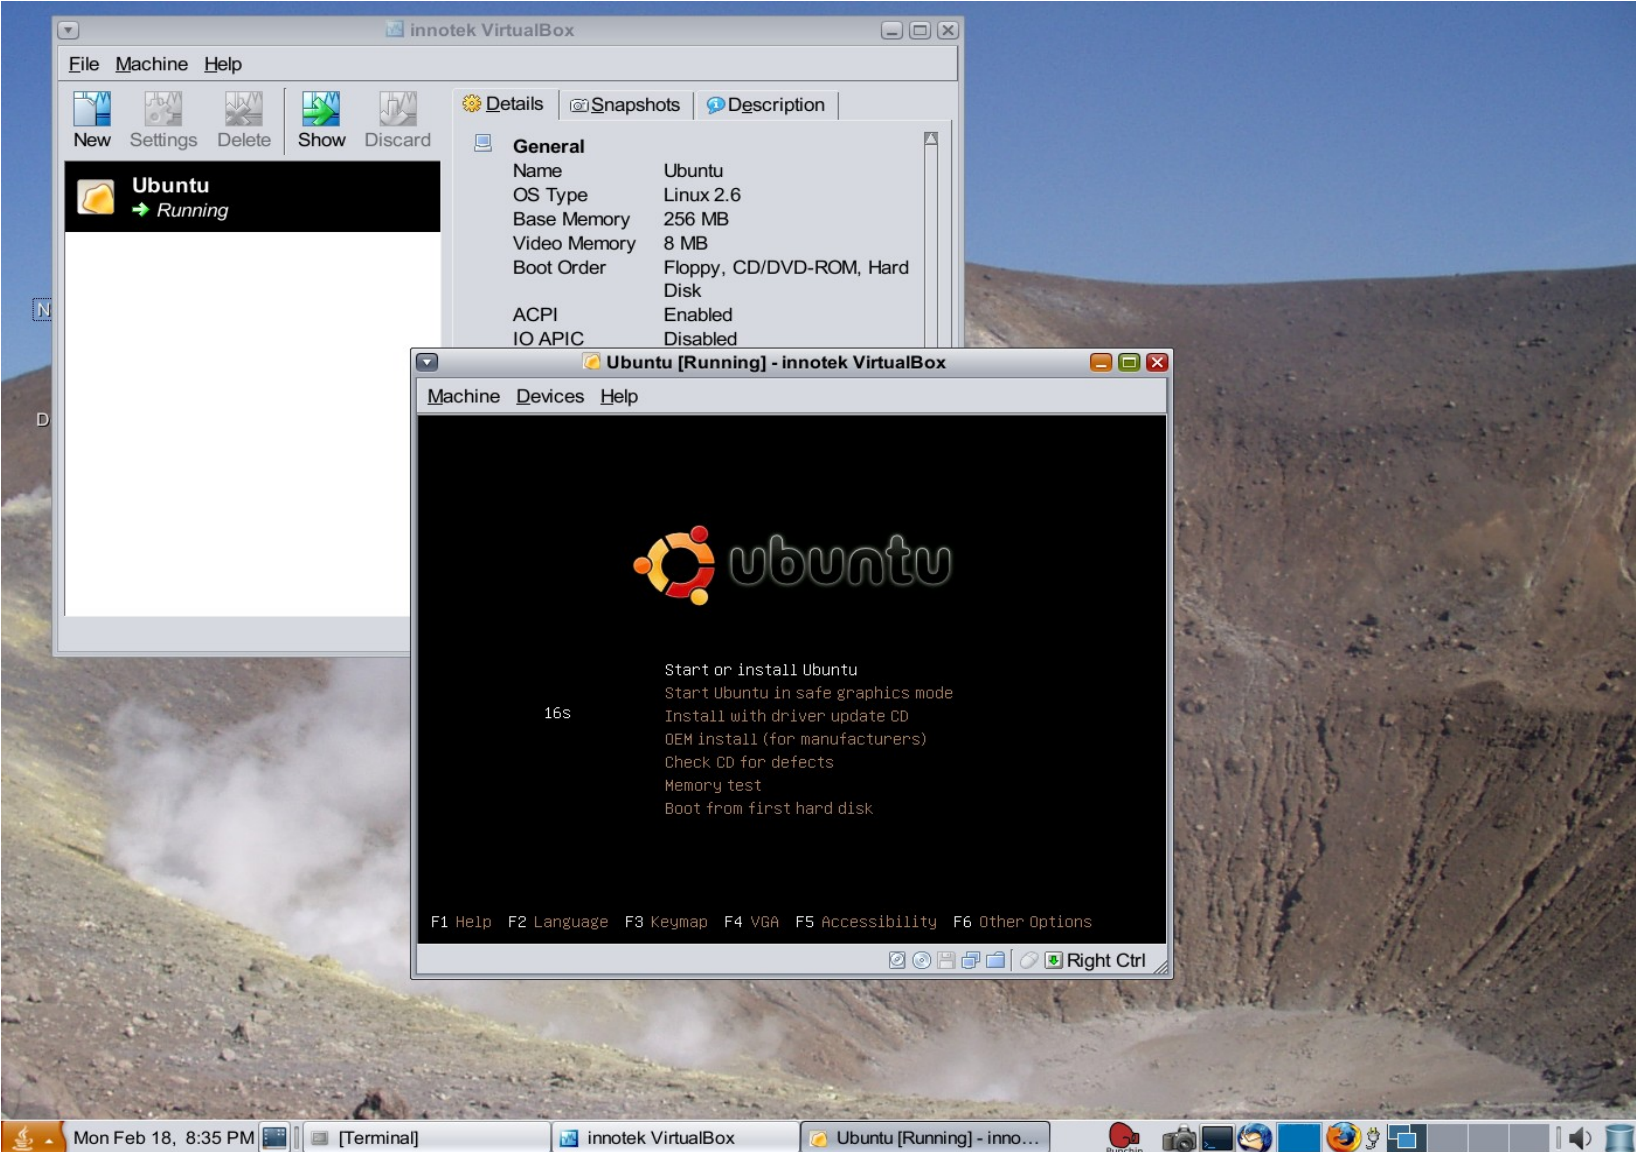 innotek VirtualBox
File Machine Help
New Settings Delete Show Discard
Details Snapshots Description
Ubuntu
Running
General
Name Ubuntu
OS Type Linux 2.6
Base Memory 256 MB
Video Memory 8 MB
Boot Order Floppy, CD/DVD-ROM, Hard
Disk
ACPI Enabled
IO APIC Disabled
N
D
Ubuntu [Running] - innotek VirtualBox
Machine Devices Help
ubuntu
Start or install Ubuntu
Start Ubuntu in safe graphics mode
16s
Install with driver update CD
OEM install (for manufacturers)
Check CD for defects
Memory test
Boot from first hard disk
F1 Help F2 Language F3 Keymap F4 VGA F5 Accessibility F6 Other Options
Right Ctrl
Mon Feb 18, 8:35 PM [Terminal] innotek VirtualBox Ubuntu [Running] - inno...